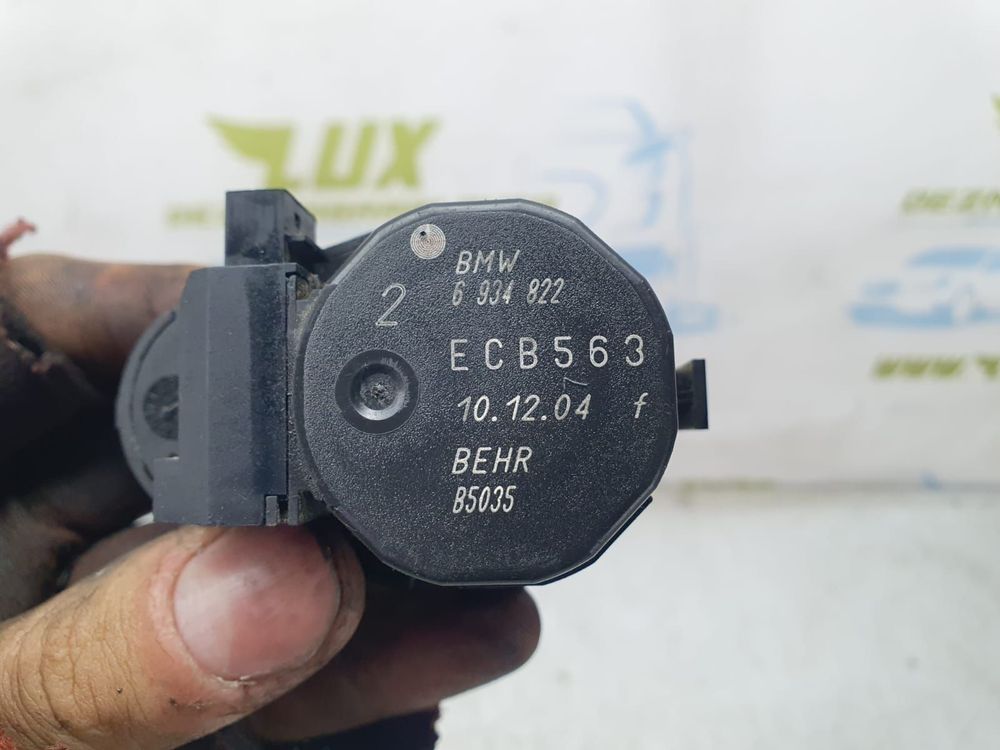 LUX
BMW
6 934 822
2
ECB563
10.12.04 f
BEHR
B5035